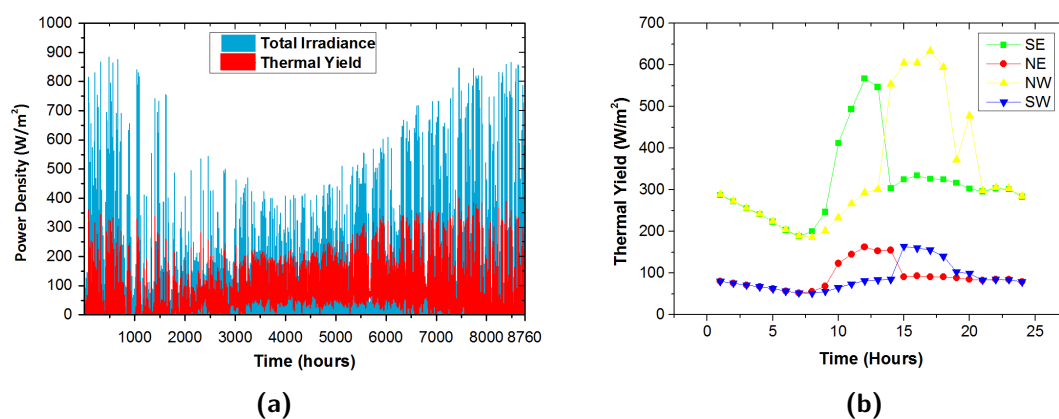 1000
900
800
700
600
500
400
300
200
100
0
Power Density (W/m²)
Total Irradiance
Thermal Yield
1000 2000 3000 4000 5000 6000 7000 8000 8760
Time (hours)
(a)
700
600
500
400
300
200
100
0
Thermal Yield (W/m²)
SE
NE
NW
SW
0 5 10 15 20 25
Time (Hours)
(b)